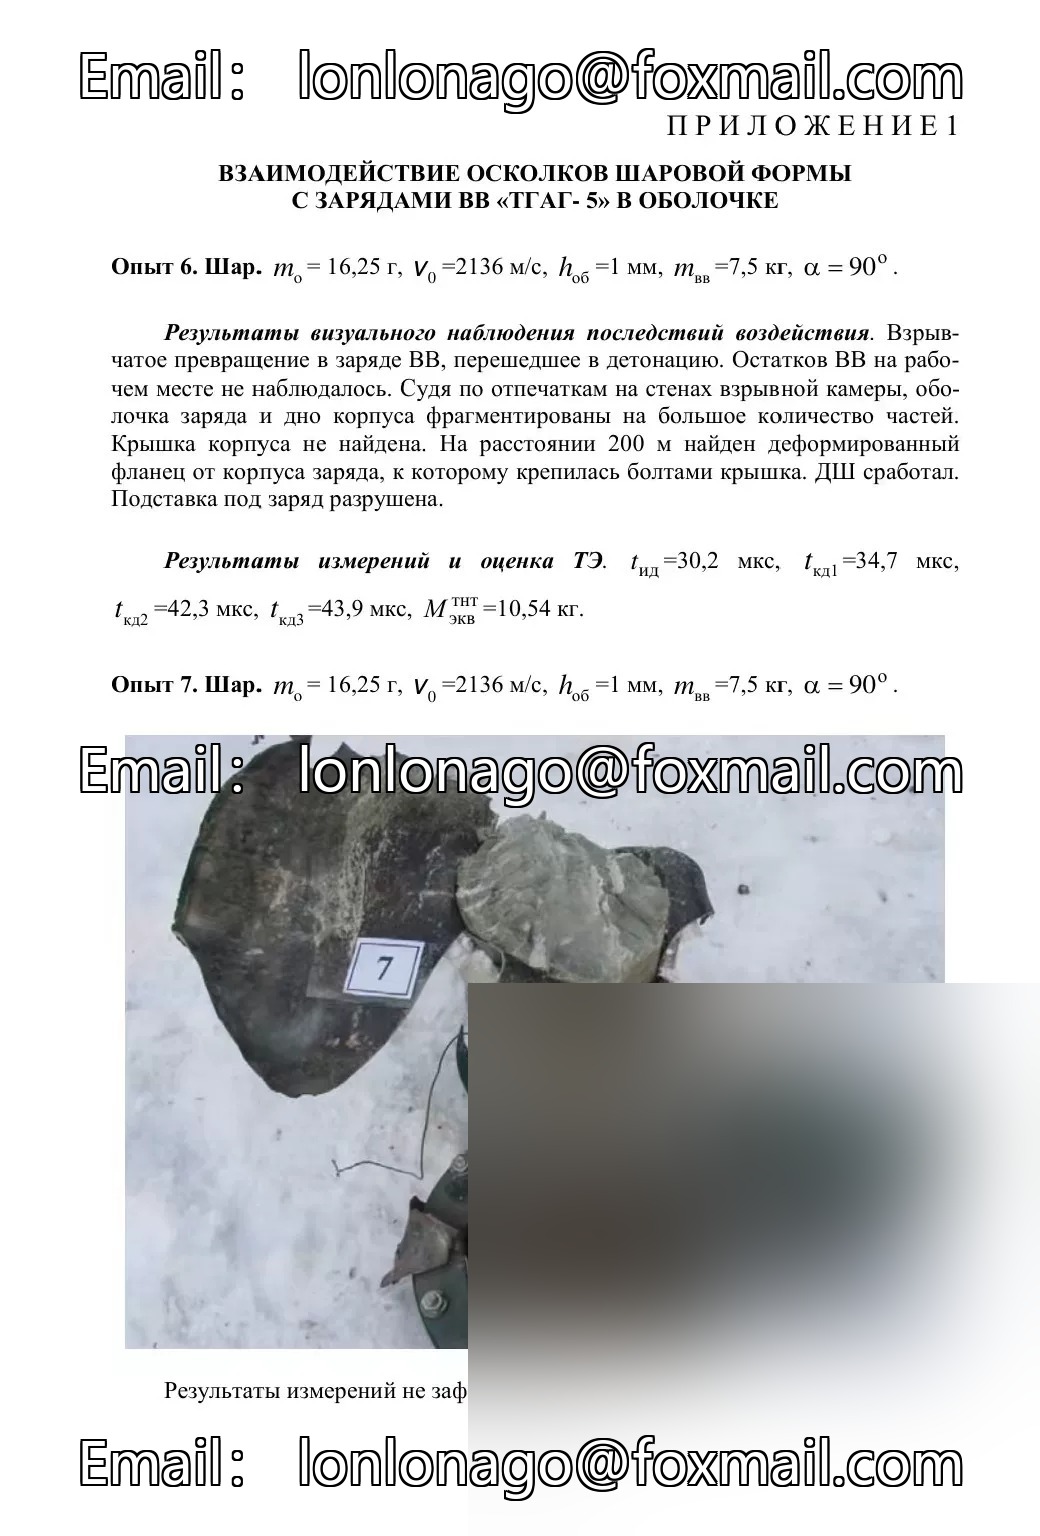 Email： lonlonago@foxmail.com
П Р И Л О Ж Е Н И Е 1
ВЗАИМОДЕЙСТВИЕ ОСКОЛКОВ ШАРОВОЙ ФОРМЫ
С ЗАРЯДАМИ ВВ «ТГАГ- 5» В ОБОЛОЧКЕ
Опыт 6. Шар. mо = 16,25 г, v0 =2136 м/с, hоб =1 мм, mвв =7,5 кг, α = 90° .
Результаты визуального наблюдения последствий воздействия. Взрыв-
чатое превращение в заряде ВВ, перешедшее в детонацию. Остатков ВВ на рабо-
чем месте не наблюдалось. Судя по отпечаткам на стенах взрывной камеры, обо-
лочка заряда и дно корпуса фрагментированы на большое количество частей.
Крышка корпуса не найдена. На расстоянии 200 м найден деформированный
фланец от корпуса заряда, к которому крепилась болтами крышка. ДШ сработал.
Подставка под заряд разрушена.
Результаты измерений и оценка ТЭ. tид =30,2 мкс, tкд1 =34,7 мкс,
tкд2 =42,3 мкс, tкд3 =43,9 мкс, Mэкв^тнт =10,54 кг.
Опыт 7. Шар. mо = 16,25 г, v0 =2136 м/с, hоб =1 мм, mвв =7,5 кг, α = 90° .
Email： lonlonago@foxmail.com
7
Результаты измерений не
Email： lonlonago@foxmail.com